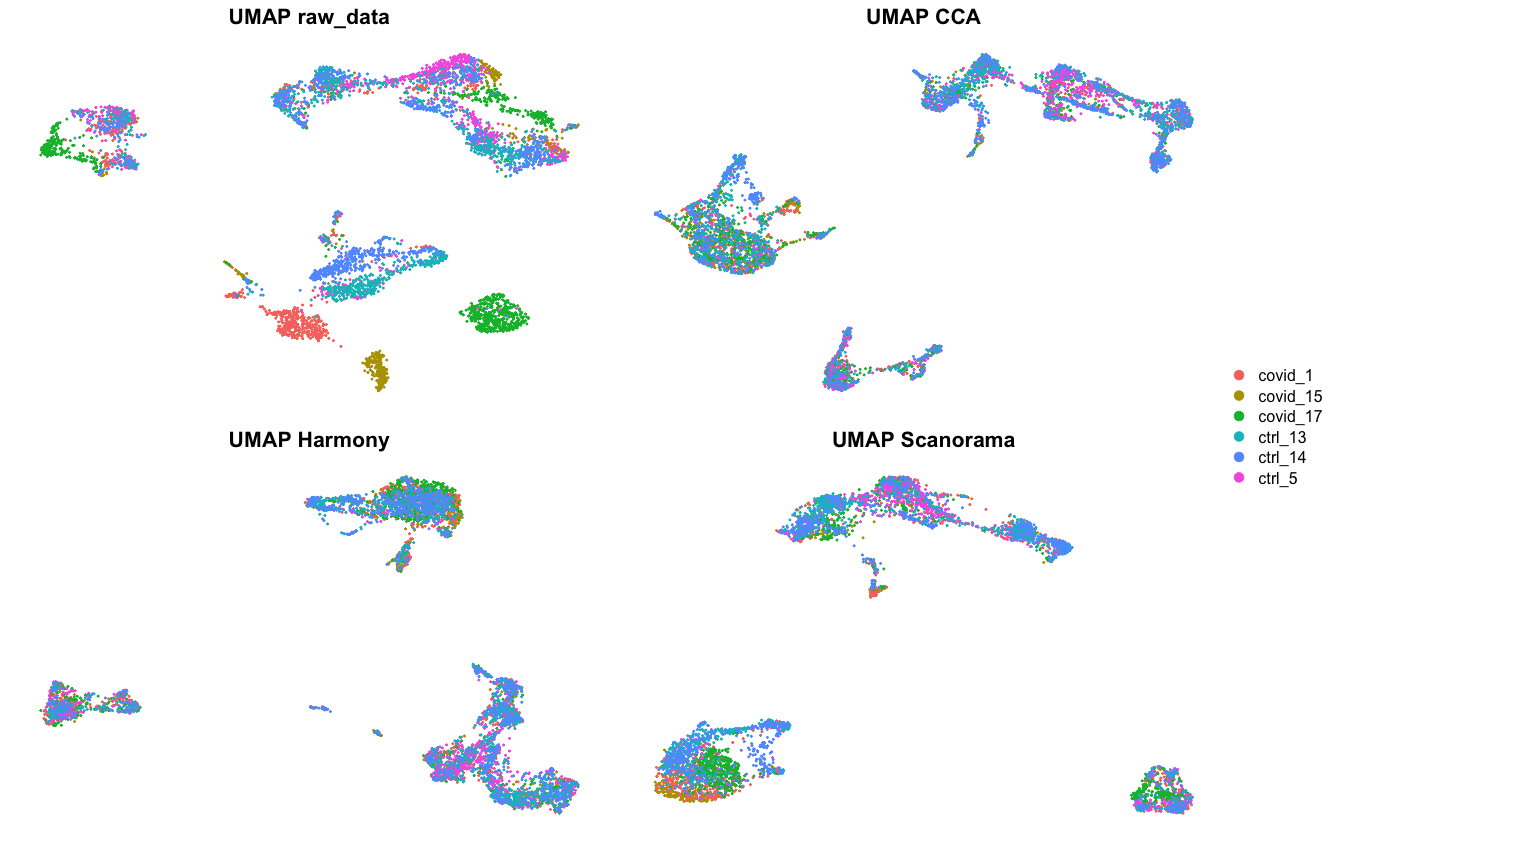 UMAP raw_data
UMAP CCA
covid_1
covid_15
covid_17
ctrl_13
ctrl_14
ctrl_5
UMAP Harmony
UMAP Scanorama